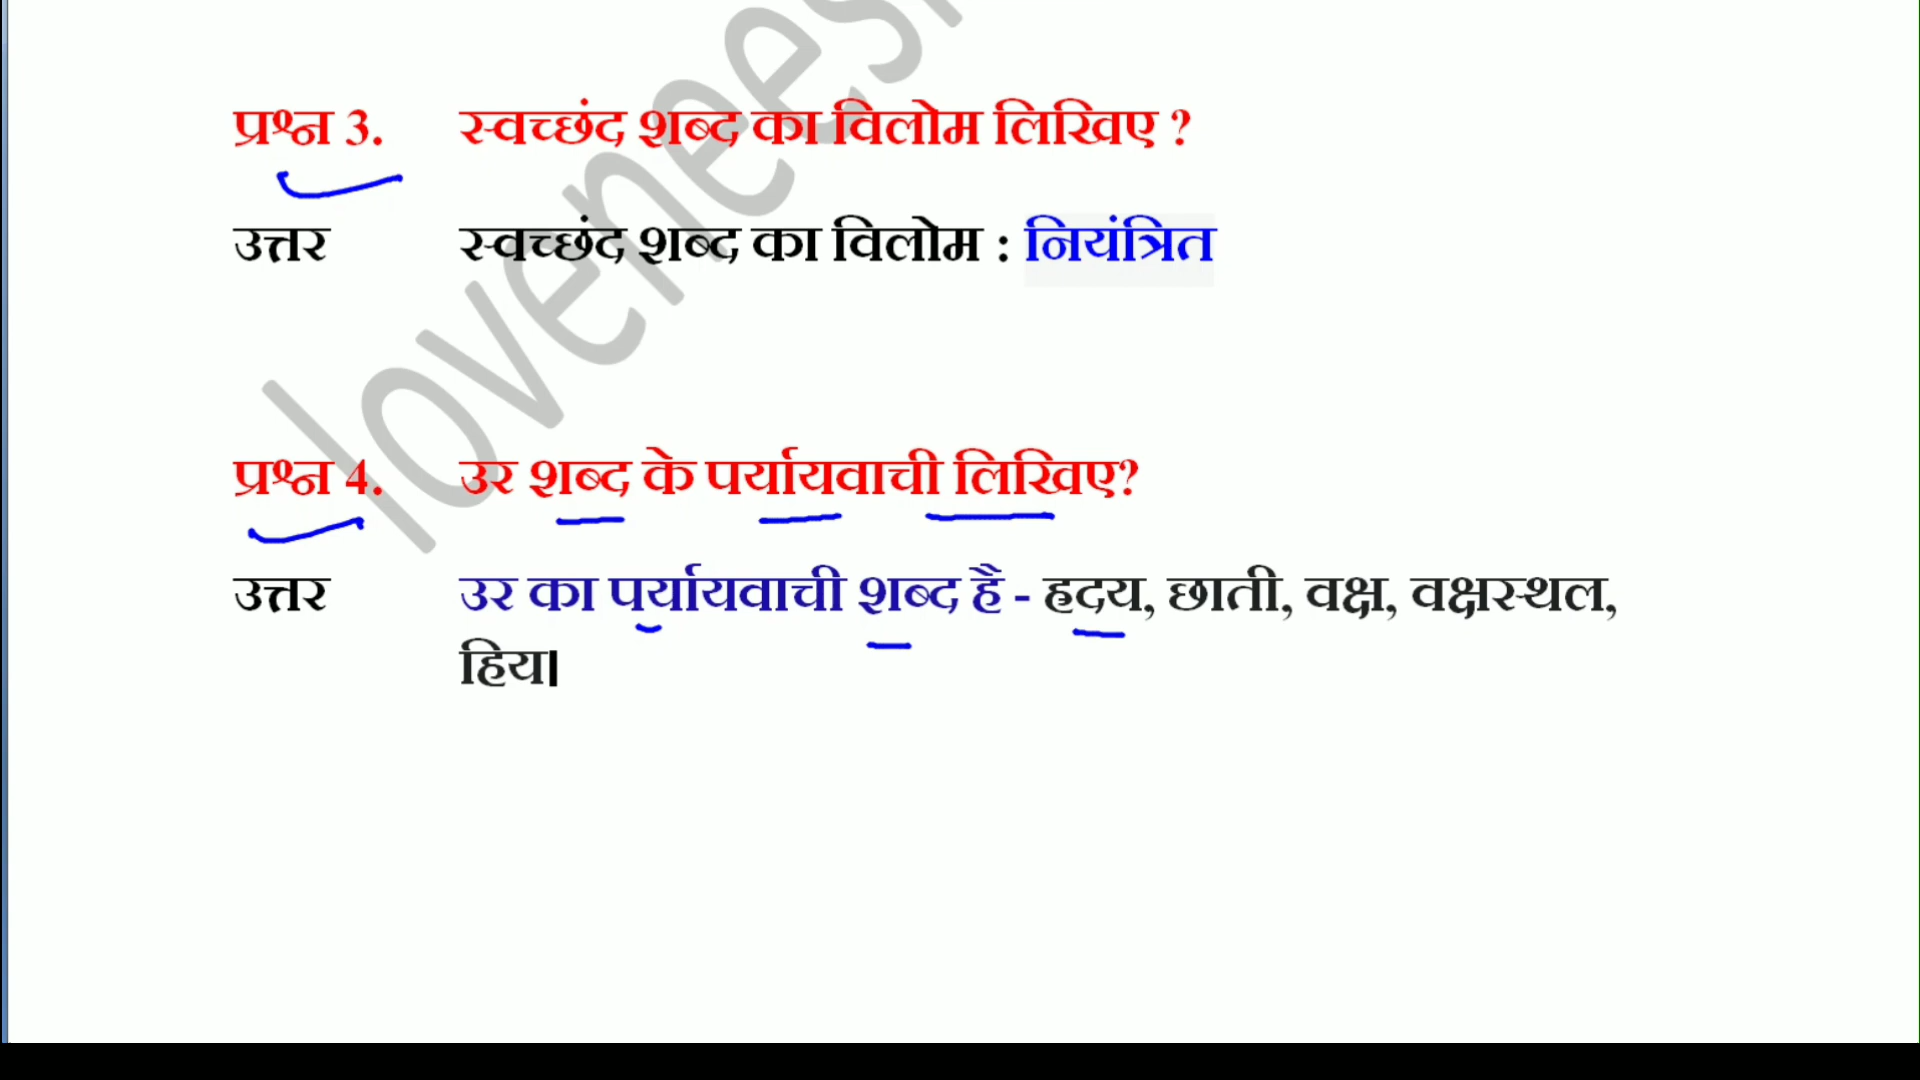 प्रश्न 3. स्वच्छंद शब्द का विलोम लिखिए ?
उत्तर स्वच्छंद शब्द का विलोम : नियंत्रित
प्रश्न 4. उर शब्द के पर्यायवाची लिखिए?
उत्तर उर का पर्यायवाची शब्द है - हृदय, छाती, वक्ष, वक्षस्थल,
हिय।